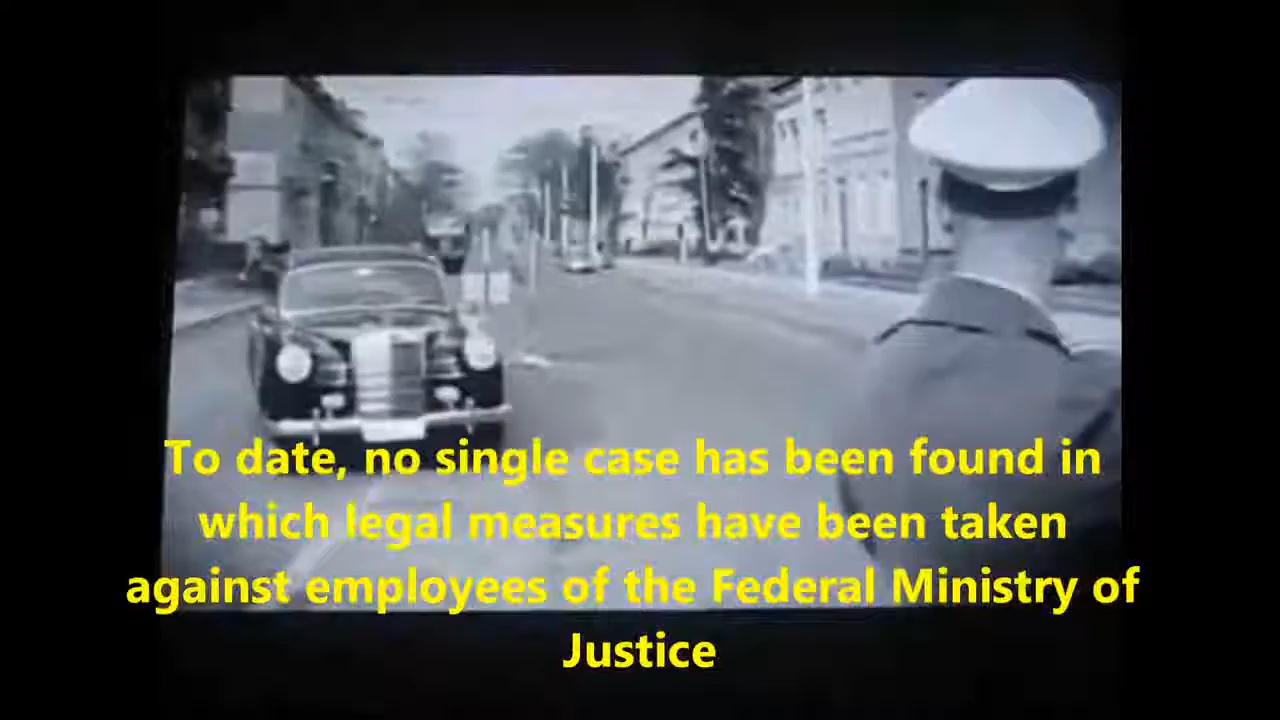 To date, no single case has been found in
which legal measures have been taken
against employees of the Federal Ministry of
Justice